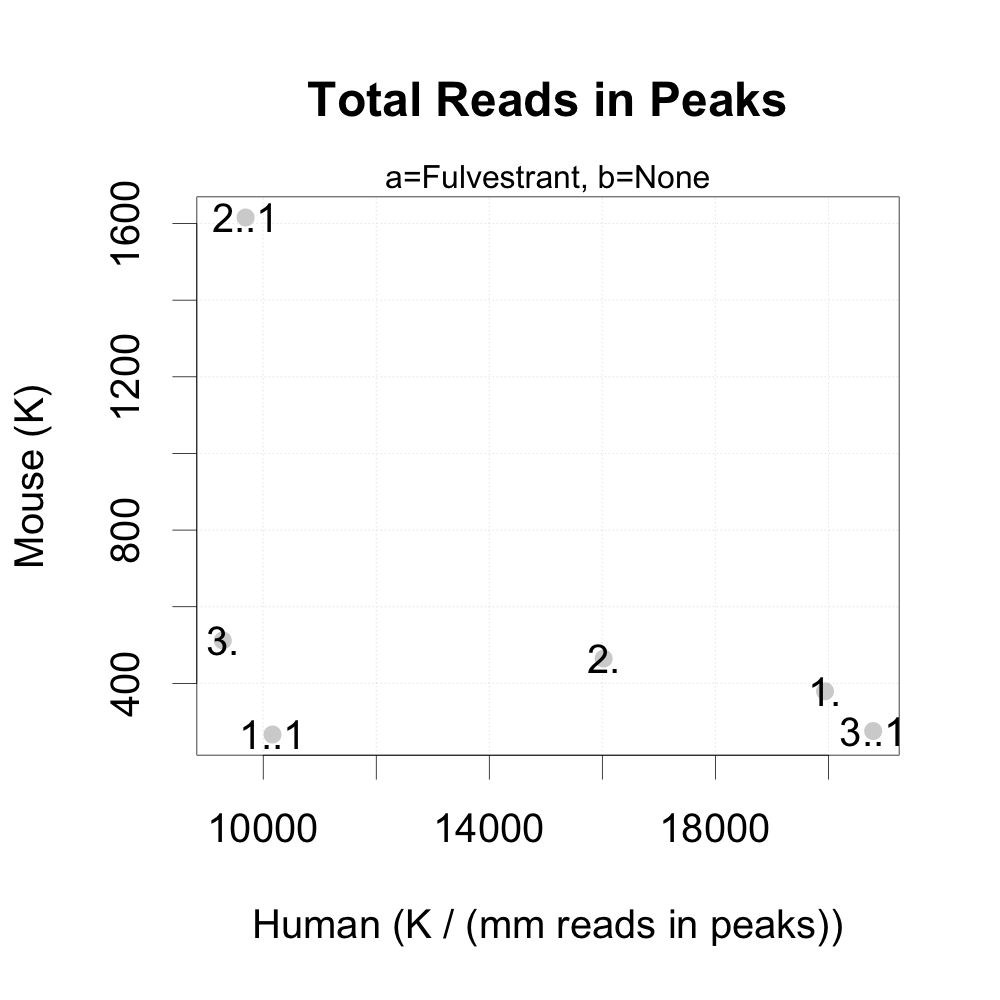 Total Reads in Peaks
a=Fulvestrant, b=None
Mouse (K)
1600
1200
800
400
2..1
3.
2.
1.
1..1
3..1
10000 14000 18000
Human (K / (mm reads in peaks))